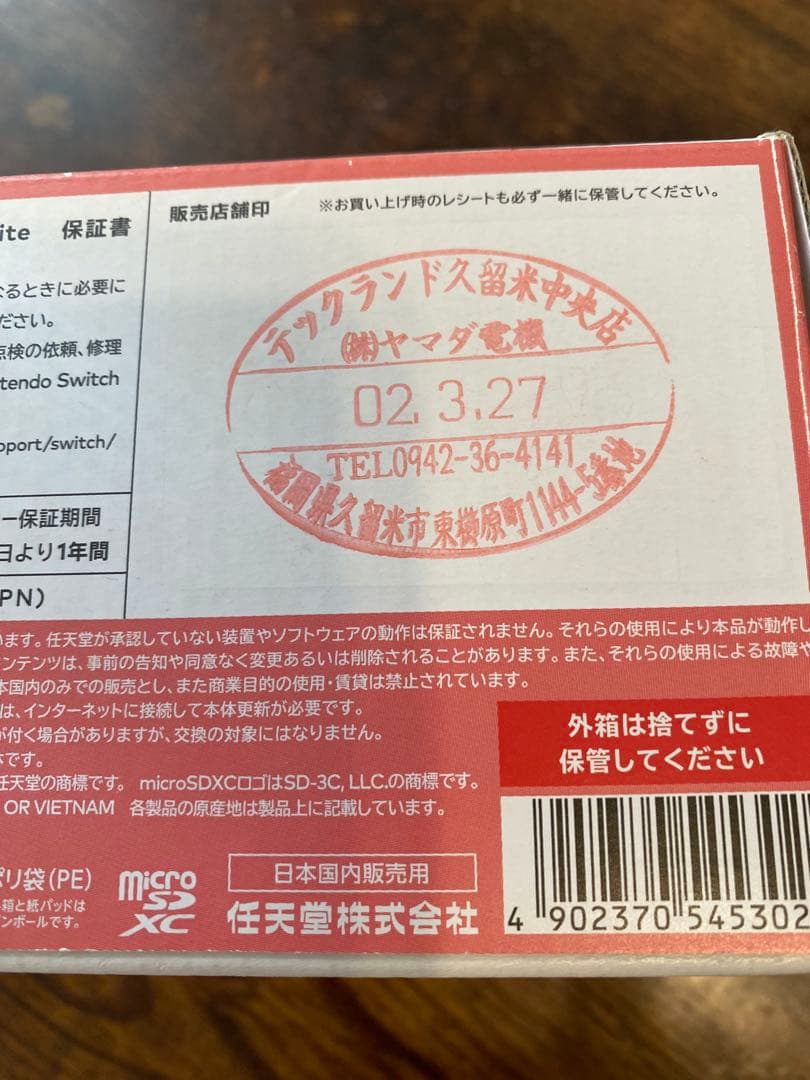 販売店舗印
※お買い上げ時のレシートも必ず一緒に保管してください。
ite 保証書
なるときに必要に
ださい。
点検の依頼、修理
tendo Switch
pport/switch/
ー保証期間
日より1年間
PN)
テックランド久留米中央店
(株)ヤマダ電機
02.3.27
TEL0942-36-4141
福岡県久留米市東櫛原町1144-5番地
います。任天堂が承認していない装置やソフトウェアの動作は保証されません。それらの使用により本品が動作し
コンテンツは、事前の告知や同意なく変更あるいは削除されることがあります。また、それらの使用による故障や
本国内のみでの販売とし、また商業目的の使用・賃貸は禁止されています。
は、インターネットに接続して本体更新が必要です。
が付く場合がありますが、交換の対象にはなりません。
体です。
任天堂の商標です。 microSDXCロゴはSD-3C, LLC.の商標です。
OR VIETNAM 各製品の原産地は製品上に記載しています。
外箱は捨てずに
保管してください
ポリ袋(PE)
箱と紙パッドは
ンボールです。
micro
SD
XC
日本国内販売用
任天堂株式会社
4 902370 545302